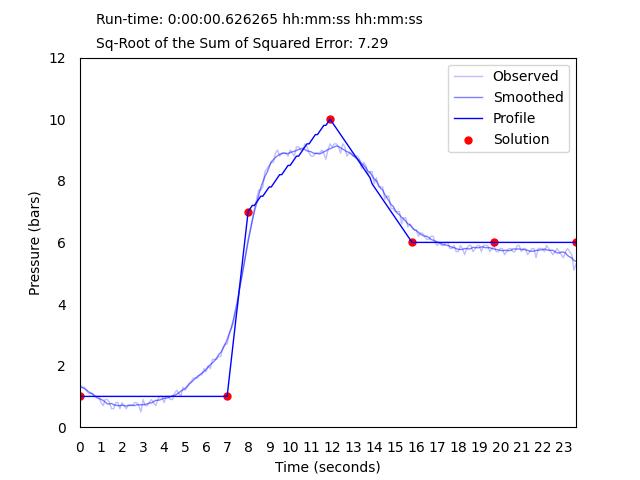 Run-time: 0:00:00.626265 hh:mm:ss hh:mm:ss
Sq-Root of the Sum of Squared Error: 7.29
12
10
8
6
4
2
0
Pressure (bars)
Observed
Smoothed
Profile
Solution
0 1 2 3 4 5 6 7 8 9 10 11 12 13 14 15 16 17 18 19 20 21 22 23
Time (seconds)